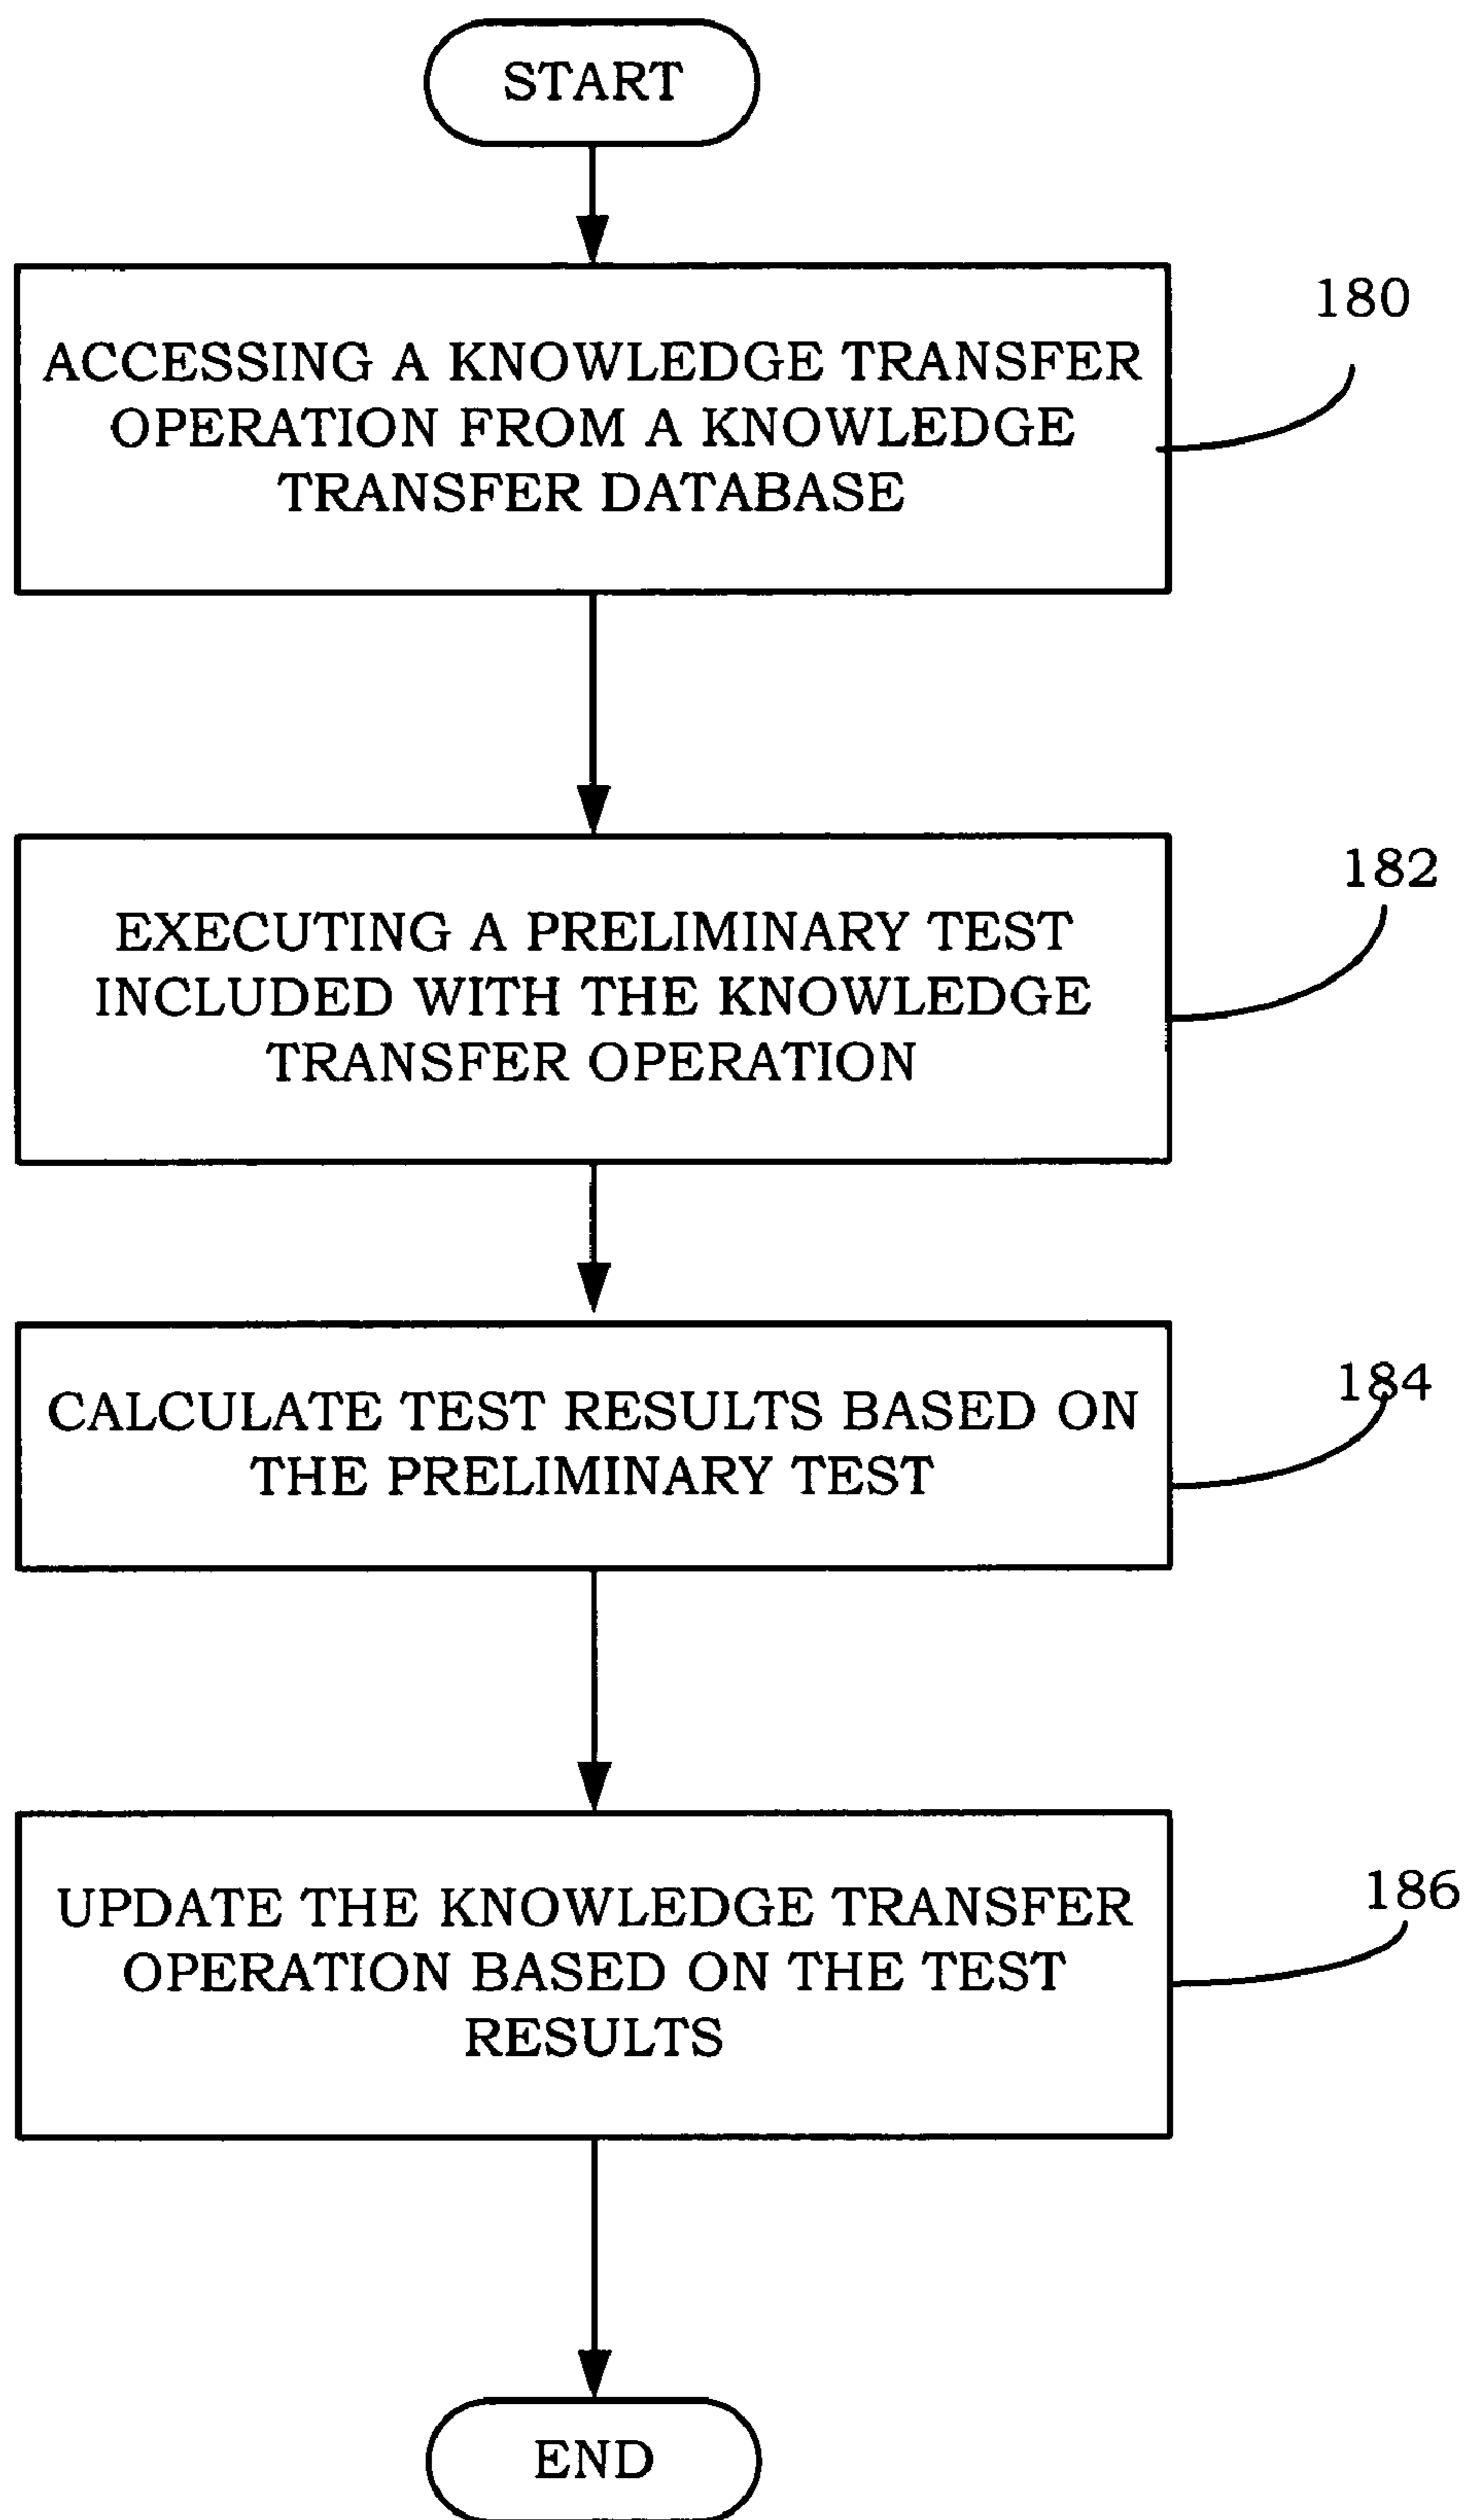 START
180
ACCESSING A KNOWLEDGE TRANSFER
OPERATION FROM A KNOWLEDGE
TRANSFER DATABASE
182
EXECUTING A PRELIMINARY TEST
INCLUDED WITH THE KNOWLEDGE
TRANSFER OPERATION
184
CALCULATE TEST RESULTS BASED ON
THE PRELIMINARY TEST
186
UPDATE THE KNOWLEDGE TRANSFER
OPERATION BASED ON THE TEST
RESULTS
END